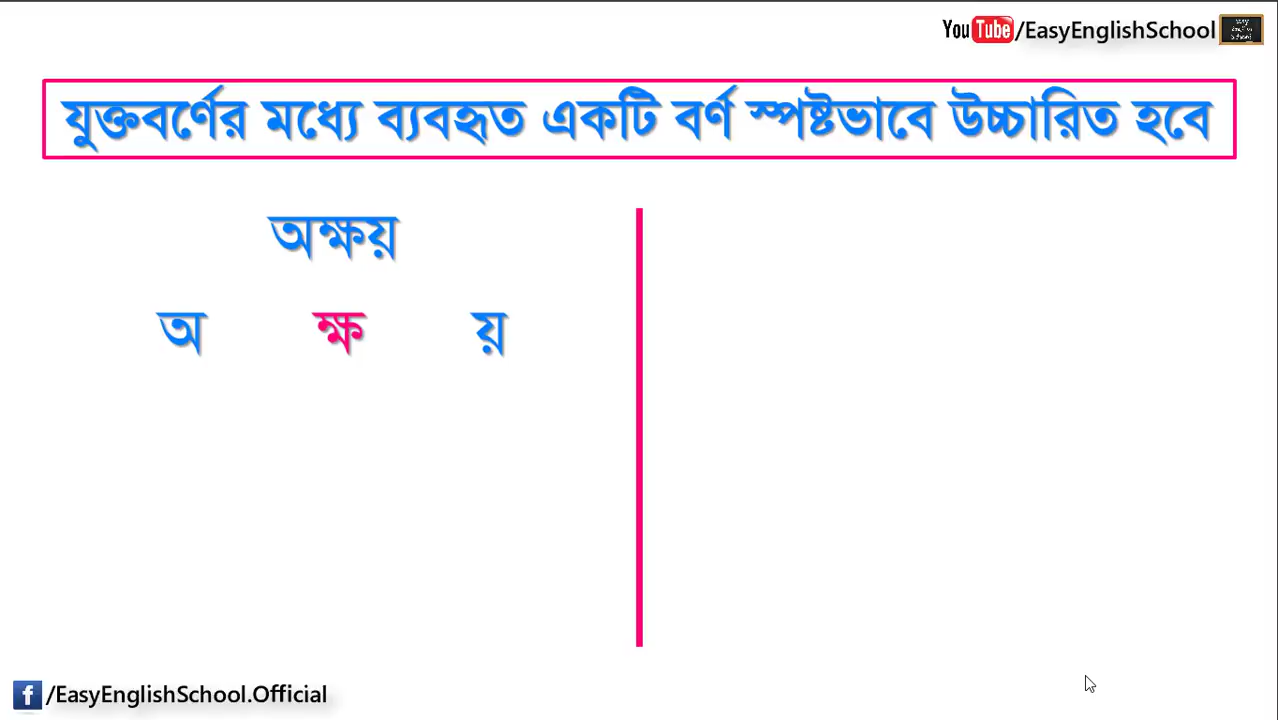 YouTube/EasyEnglishSchool
যুক্তবর্ণের মধ্যে ব্যবহৃত একটি বর্ণ স্পষ্টভাবে উচ্চারিত হবে
অক্ষয়
অ ক্ষ য়
/EasyEnglishSchool.Official